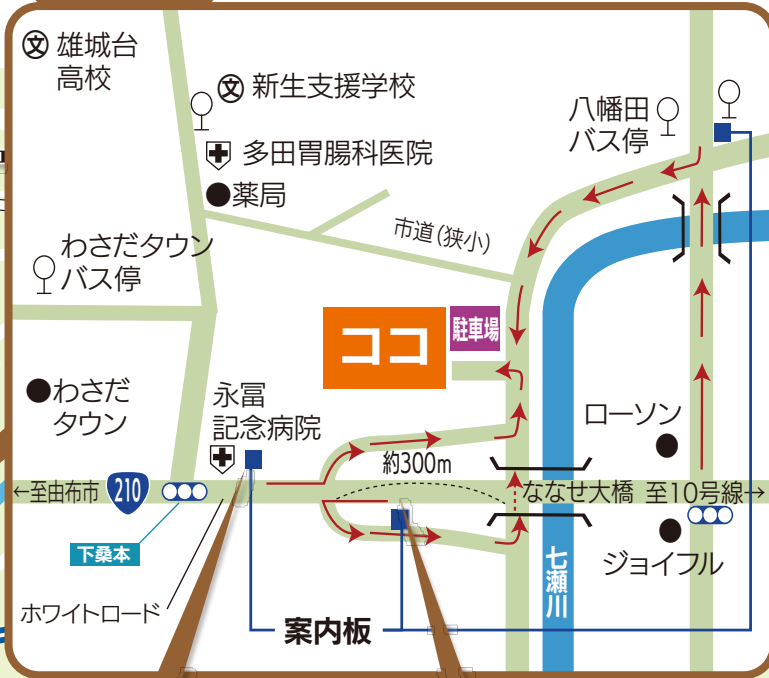 文 雄城台
高校
文 新生支援学校
多田胃腸科医院
●薬局
八幡田
バス停
市道(狭小)
わさだタウン
バス停
ココ
駐車場
●わさだ
タウン
永冨
記念病院
約300m
ローソン
←至由布市
210
ななせ大橋
至10号線→
下桑本
ジョイフル
七瀬川
ホワイトロード
案内板